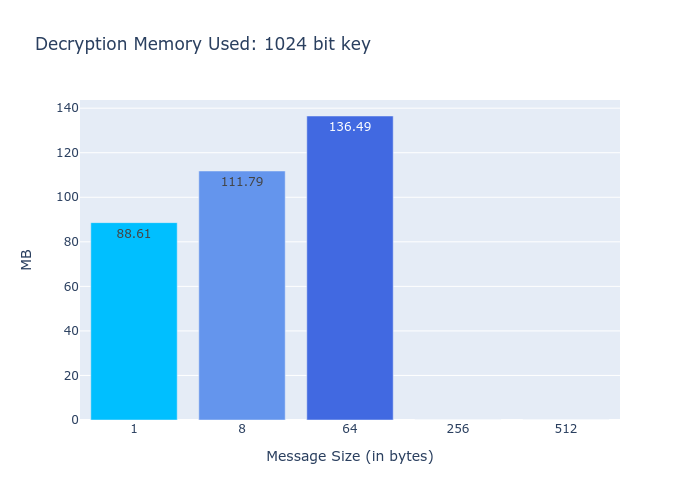 Decryption Memory Used: 1024 bit key
MB
140
120
100
80
60
40
20
0
88.61
111.79
136.49
1 8 64 256 512
Message Size (in bytes)